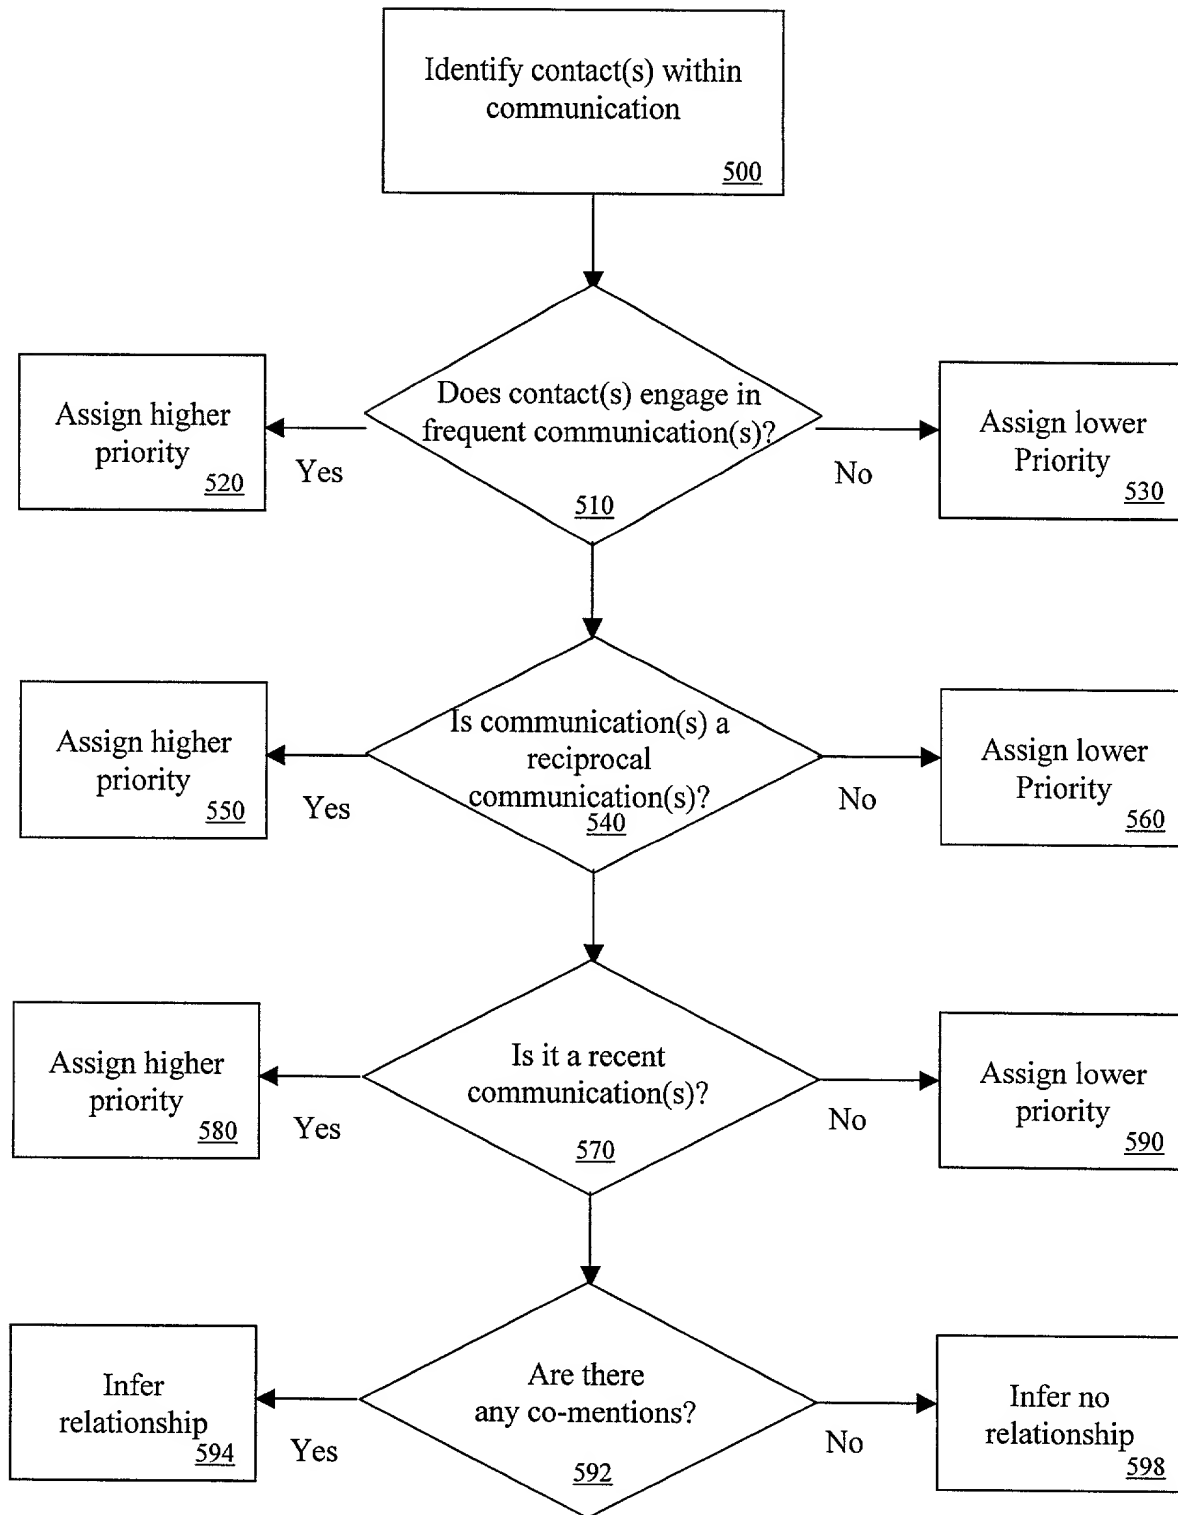 Identify contact(s) within
communication
500
Does contact(s) engage in
frequent communication(s)?
510
Assign higher
priority
520
Yes
No
Assign lower
Priority
530
Is communication(s) a
reciprocal
communication(s)?
540
Assign higher
priority
550
Yes
No
Assign lower
Priority
560
Is it a recent
communication(s)?
570
Assign higher
priority
580
Yes
No
Assign lower
priority
590
Are there
any co-mentions?
592
Infer
relationship
594
Yes
No
Infer no
relationship
598